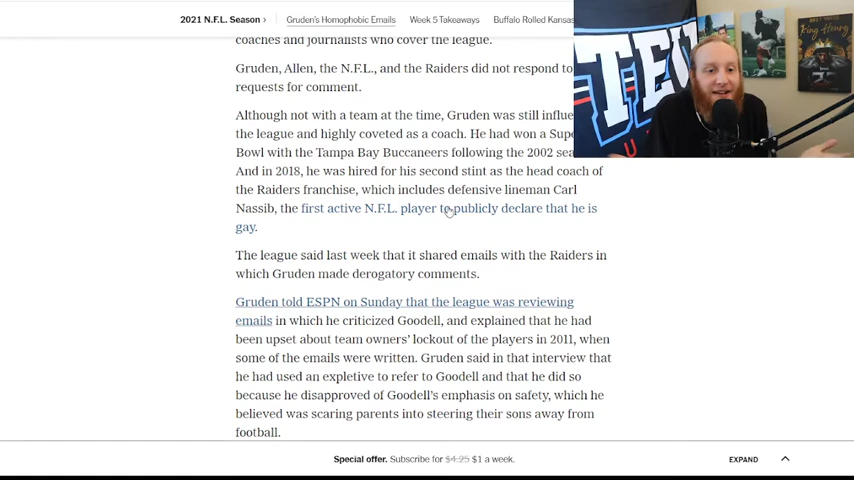 2021 N.F.L. Season › Gruden's Homophobic Emails Week 5 Takeaways Buffalo Rolled Kansas
coaches and journalists who cover the league.
Gruden, Allen, the N.F.L., and the Raiders did not respond to
requests for comment.
Although not with a team at the time, Gruden was still
the league and highly coveted as a coach. He had won a
Bowl with the Tampa Bay Buccaneers following the 2002
And in 2018, he was hired for his second stint as the head coach of
the Raiders franchise, which includes defensive lineman Carl
Nassib, the first active N.F.L. player to publicly declare that he is
gay.
The league said last week that it shared emails with the Raiders in
which Gruden made derogatory comments.
Gruden told ESPN on Sunday that the league was reviewing
emails in which he criticized Goodell, and explained that he had
been upset about team owners' lockout of the players in 2011, when
some of the emails were written. Gruden said in that interview that
he had used an expletive to refer to Goodell and that he did so
because he disapproved of Goodell's emphasis on safety, which he
believed was scaring parents into steering their sons away from
football.
Special offer. Subscribe for $4.25 $1 a week.
EXPAND
TE
King Henry